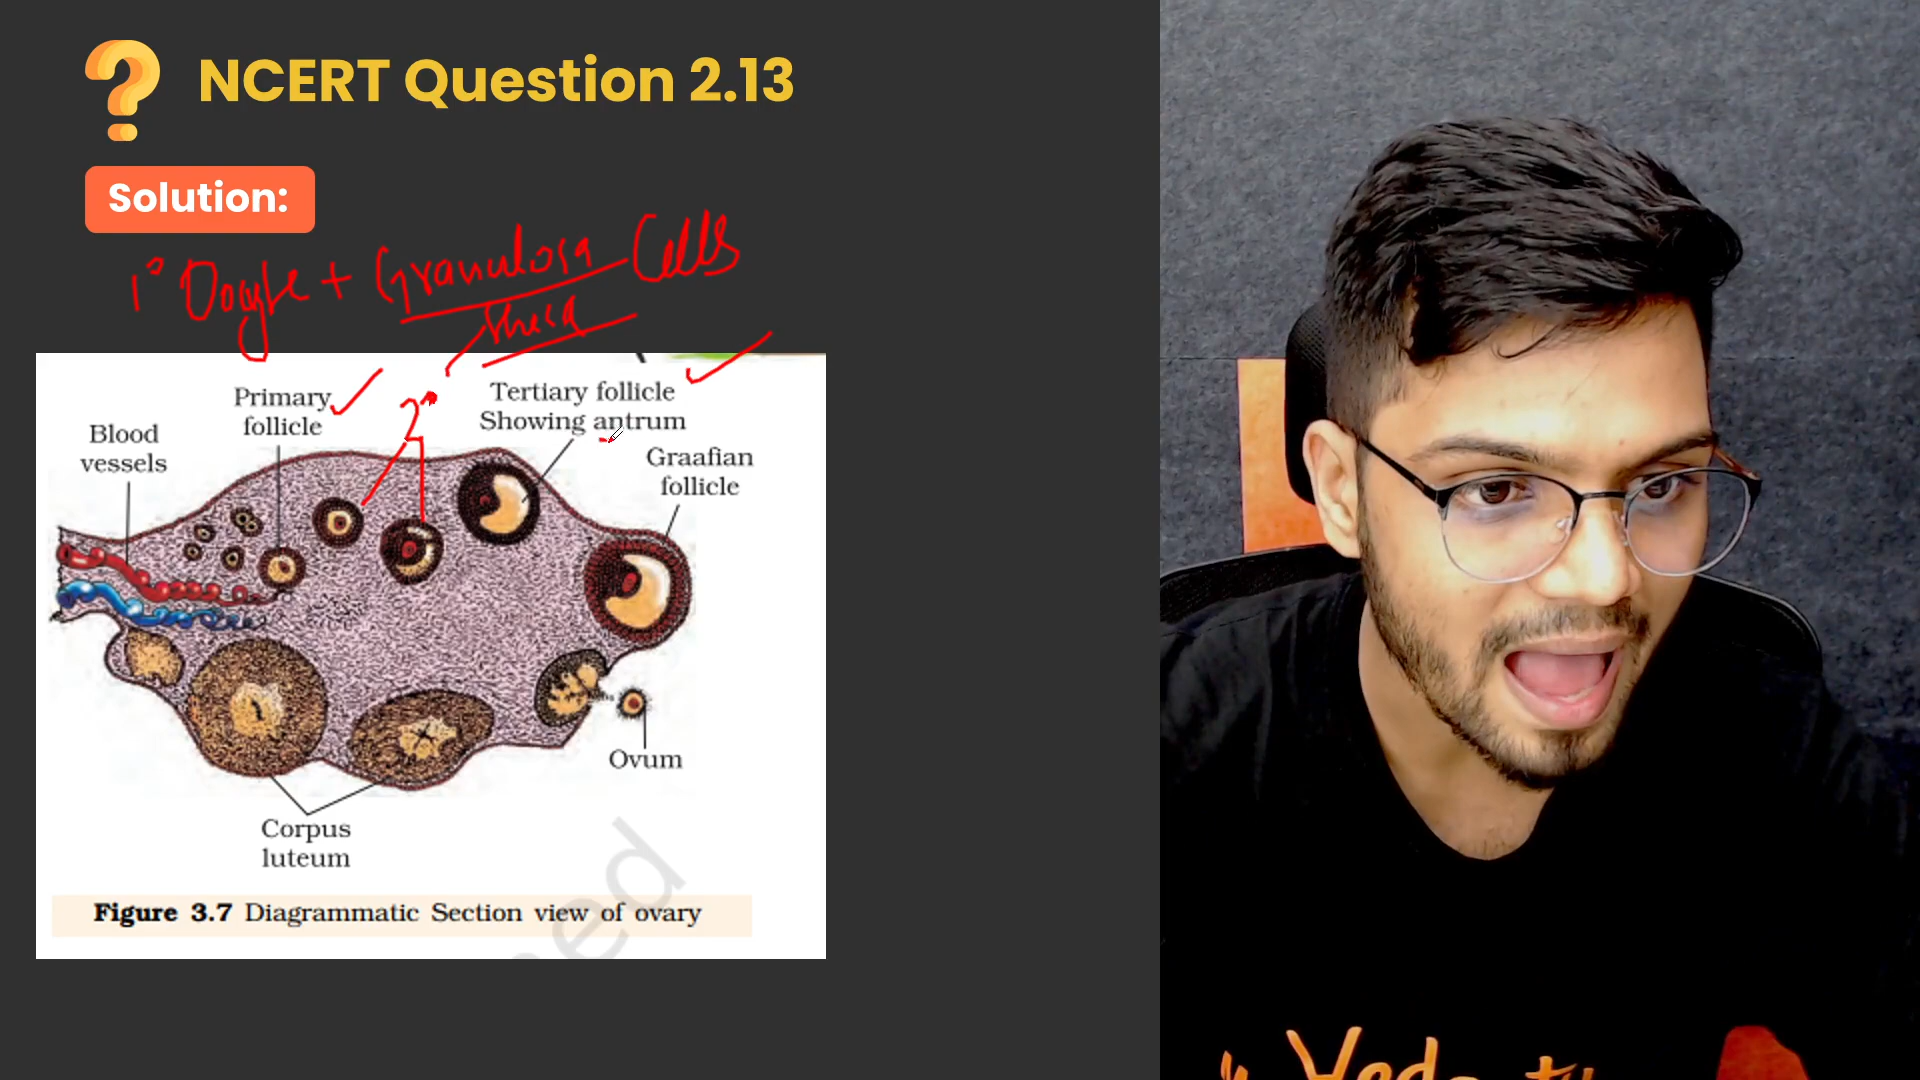 NCERT Question 2.13
Solution:
1° Oocyte + Granulosa Cells
theca
2°
Primary
follicle
Tertiary follicle
Showing antrum
Blood
vessels
Graafian
follicle
Ovum
Corpus
luteum
Figure 3.7 Diagrammatic Section view of ovary
ed